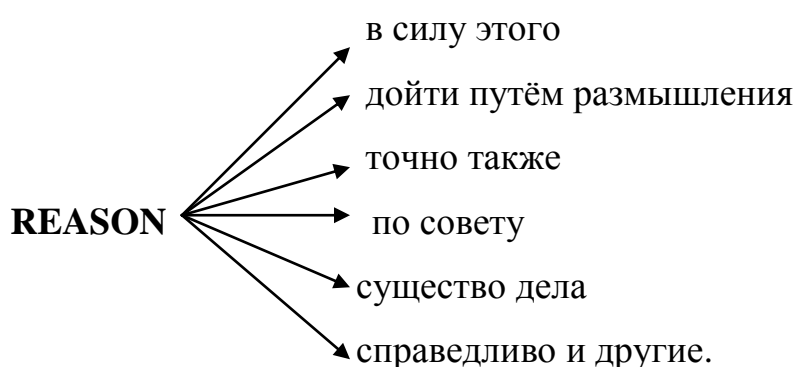 в силу этого
дойти путём размышления
точно также
REASON
по совету
существо дела
справедливо и другие.